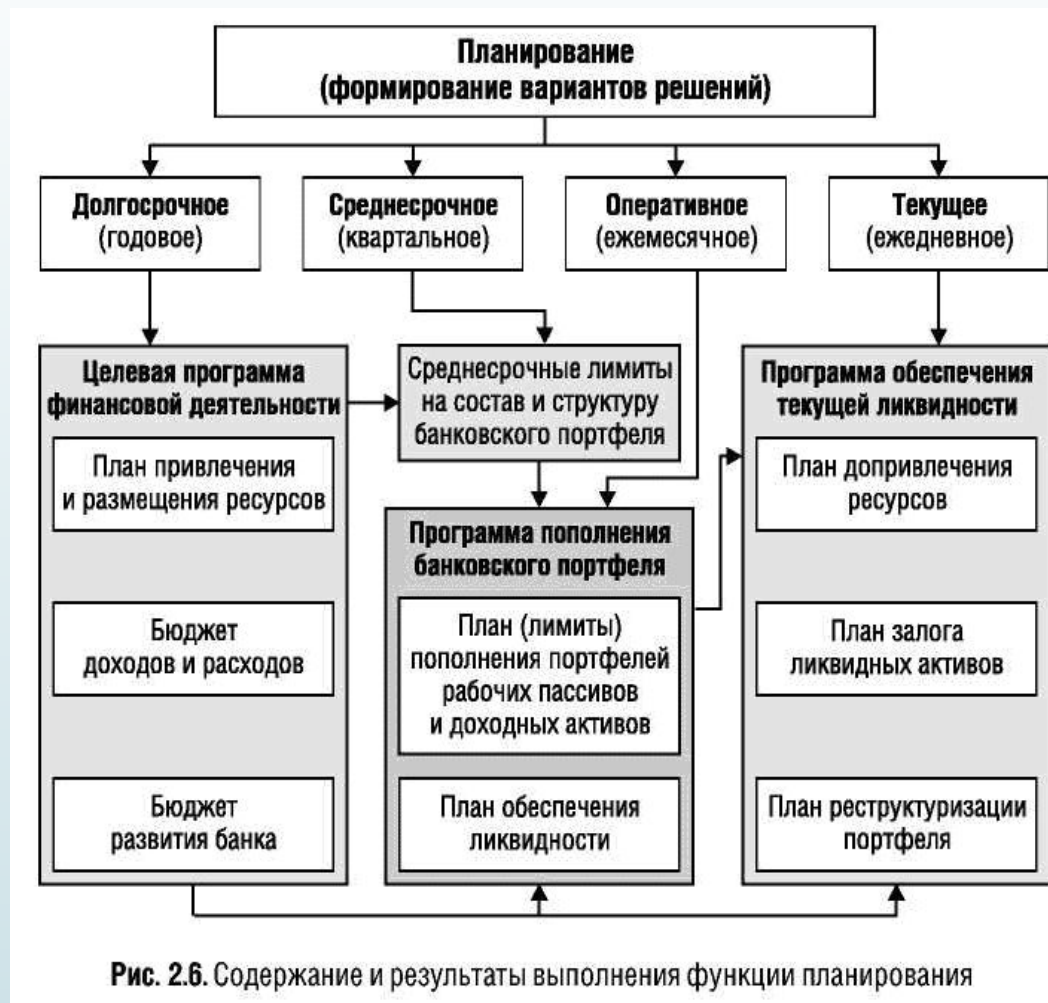 Планирование
(формирование вариантов решений)
Долгосрочное
(годовое)
Среднесрочное
(квартальное)
Оперативное
(ежемесячное)
Текущее
(ежедневное)
Целевая программа
финансовой деятельности
План привлечения
и размещения ресурсов
Бюджет
доходов и расходов
Бюджет
развития банка
Среднесрочные лимиты
на состав и структуру
банковского портфеля
Программа пополнения
банковского портфеля
План (лимиты)
пополнения портфелей
рабочих пассивов
и доходных активов
План обеспечения
ликвидности
Программа обеспечения
текущей ликвидности
План допривлечения
ресурсов
План залога
ликвидных активов
План реструктуризации
портфеля
Рис. 2.6. Содержание и результаты выполнения функции планирования